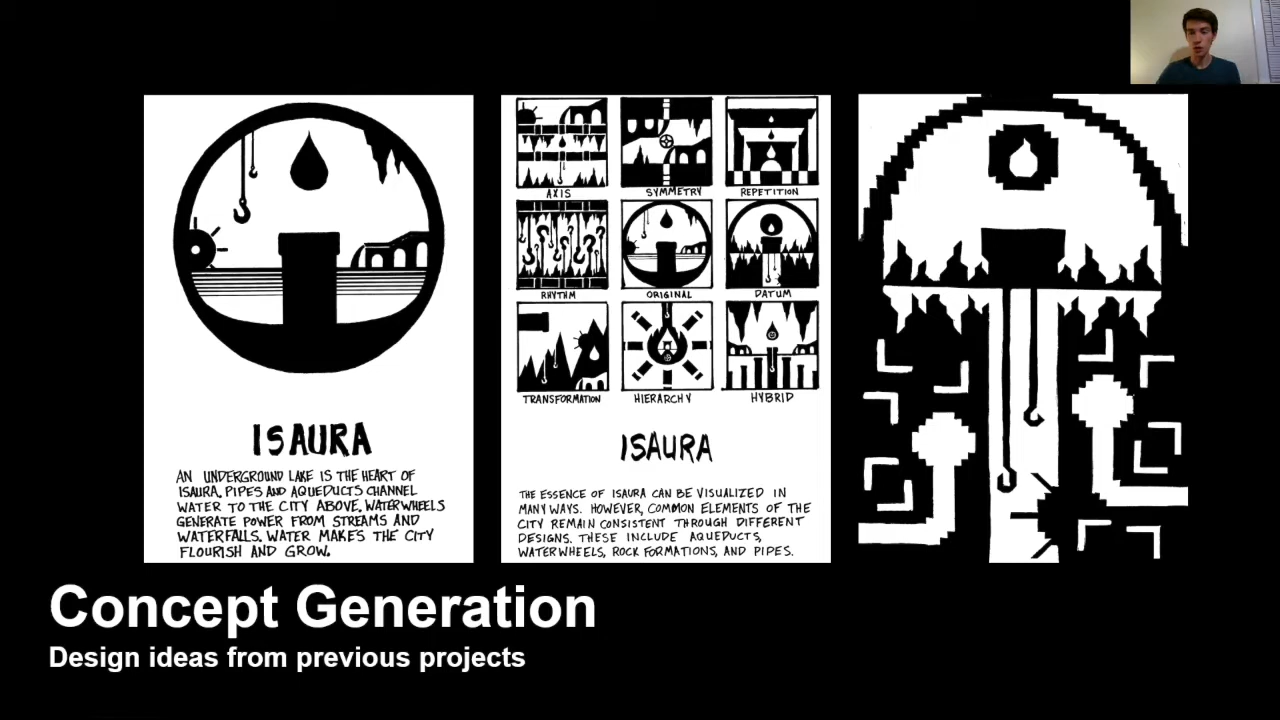 ISAURA
AN UNDERGROUND LAKE IS THE HEART OF
ISAURA. PIPES AND AQUEDUCTS CHANNEL
WATER TO THE CITY ABOVE. WATERWHEELS
GENERATE POWER FROM STREAMS AND
WATERFALLS. WATER MAKES THE CITY
FLOURISH AND GROW.
AXIS
SYMMETRY
REPETITION
RHYTHM
ORIGINAL
DATUM
TRANSFORMATION
HIERARCHY
HYBRID
ISAURA
THE ESSENCE OF ISAURA CAN BE VISUALIZED IN
MANY WAYS. HOWEVER, COMMON ELEMENTS OF THE
CITY REMAIN CONSISTENT THROUGH DIFFERENT
DESIGNS. THESE INCLUDE AQUEDUCTS,
WATERWHEELS, ROCK FORMATIONS, AND PIPES.
Concept Generation
Design ideas from previous projects